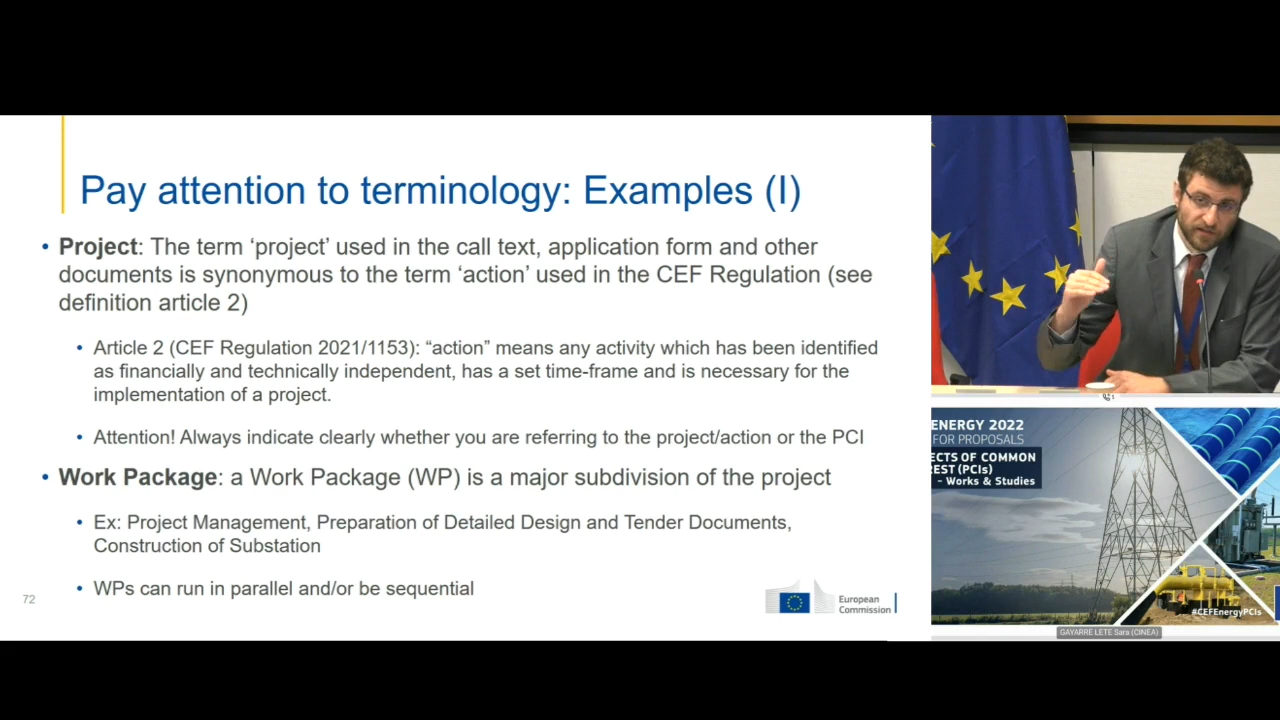 Pay attention to terminology: Examples (I)
• Project: The term ‘project’ used in the call text, application form and other
documents is synonymous to the term ‘action’ used in the CEF Regulation (see
definition article 2)
• Article 2 (CEF Regulation 2021/1153): “action” means any activity which has been identified
as financially and technically independent, has a set time-frame and is necessary for the
implementation of a project.
• Attention! Always indicate clearly whether you are referring to the project/action or the PCI
• Work Package: a Work Package (WP) is a major subdivision of the project
• Ex: Project Management, Preparation of Detailed Design and Tender Documents,
Construction of Substation
• WPs can run in parallel and/or be sequential
72
European
Commission
1
ENERGY 2022
FOR PROPOSALS
ECTS OF COMMON
REST (PCIs)
- Works & Studies
#CEFEnergyPCIs
GAYARRE LETE Sara (CINEA)